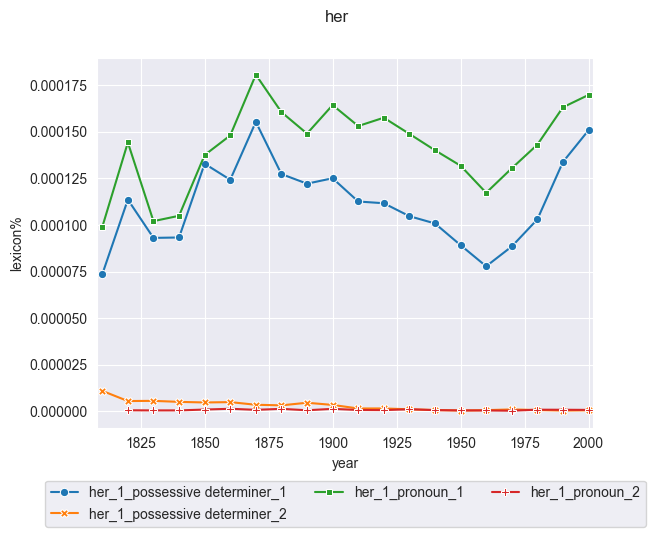 her
0.000175
0.000150
0.000125
0.000100
0.000075
0.000050
0.000025
0.000000
lexicon%
1825 1850 1875 1900 1925 1950 1975 2000
year
her_1_possessive determiner_1 her_1_pronoun_1 her_1_pronoun_2
her_1_possessive determiner_2